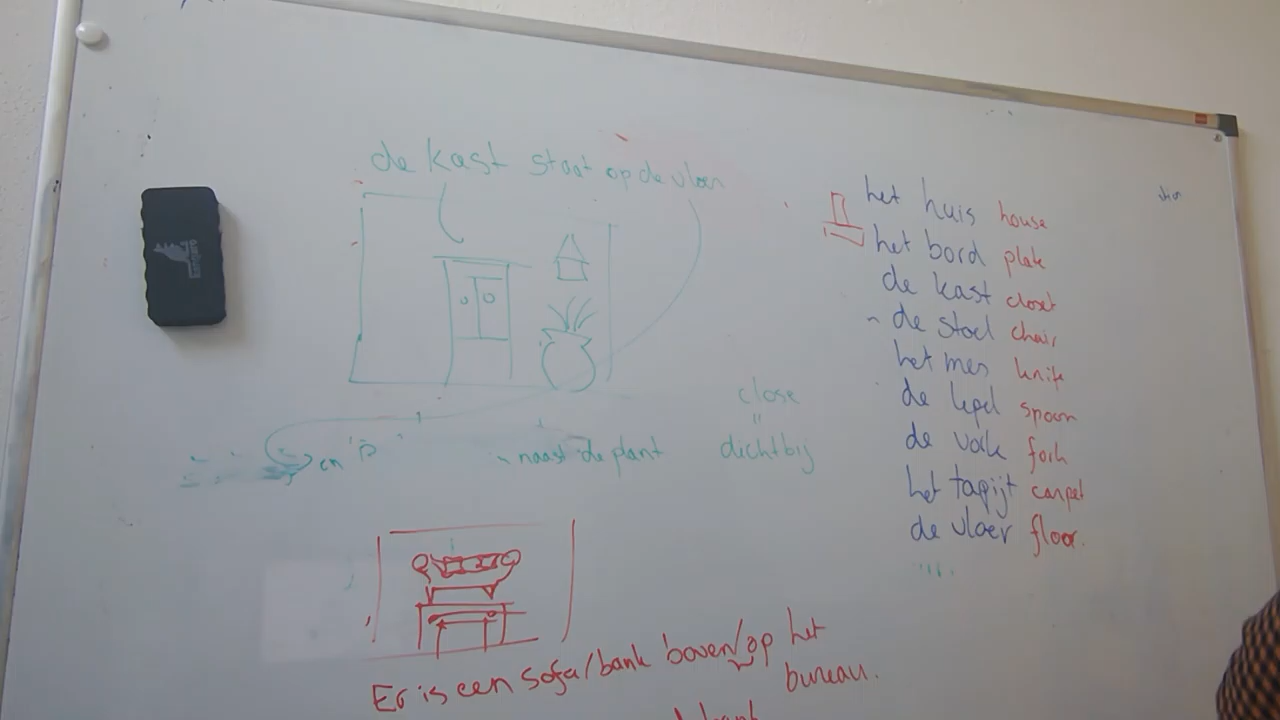 de kast staat op de vloer
het huis house
het bord plate
de kast closet
de stoel chair
het mes knife
de lepel spoon
de vork fork
het tapijt carpet
de vloer floor.
close
"
dichtbij
naast de plant
en
Er is een sofa/bank boven/op het
bureau.